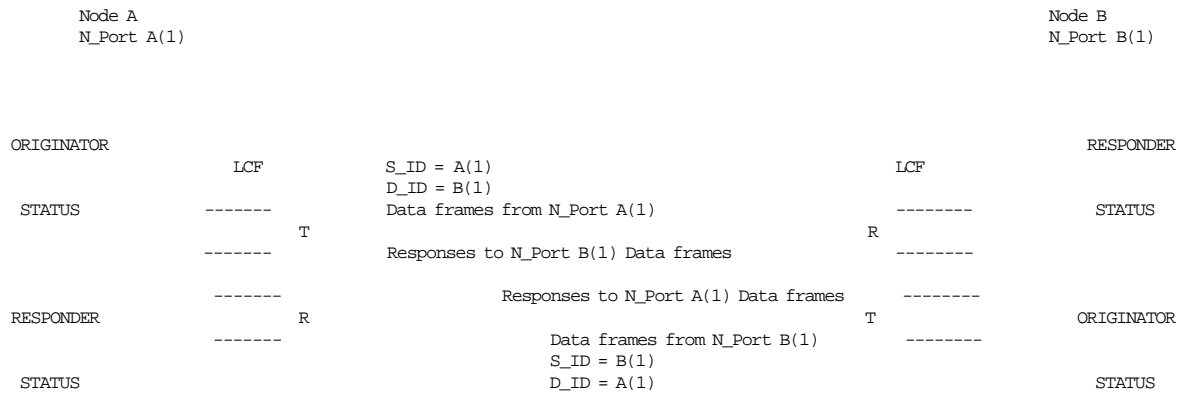 Node A Node B
N_Port A(1) N_Port B(1)
ORIGINATOR RESPONDER
LCF S_ID = A(1) LCF
D_ID = B(1)
STATUS ------- Data frames from N_Port A(1) -------- STATUS
T R
------- Responses to N_Port B(1) Data frames --------
------- Responses to N_Port A(1) Data frames --------
RESPONDER R T ORIGINATOR
------- Data frames from N_Port B(1) --------
S_ID = B(1)
STATUS D_ID = A(1) STATUS